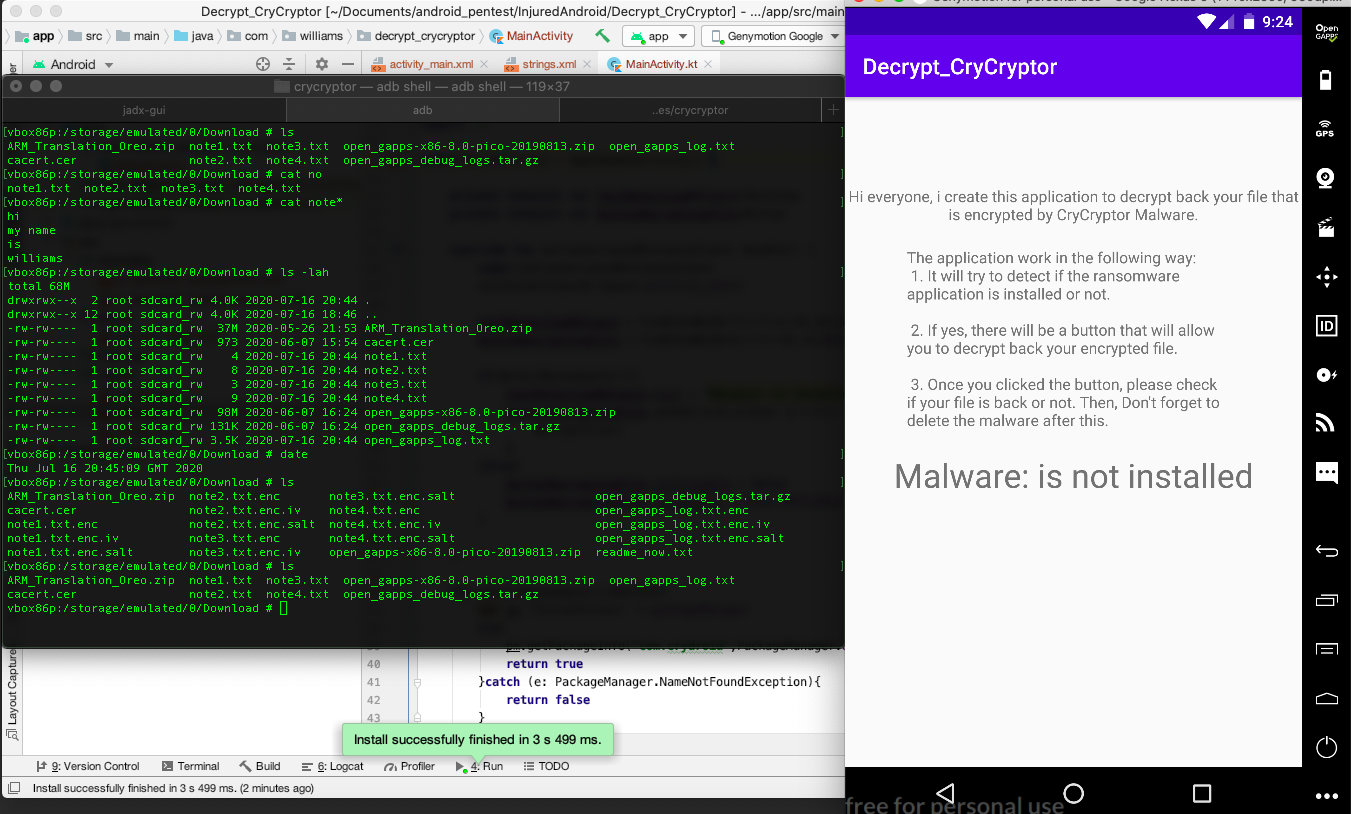 Decrypt_CryCryptor [~/Documents/android_pentest/InjuredAndroid/Decrypt_CryCryptor] - .../app/src/main
app src main java com williams decrypt_crycryptor MainActivity app Genymotion Google
Android activity_main.xml strings.xml MainActivity.kt
crycryptor — adb shell — adb shell — 119×37
jadx-gui adb ..es/crycryptor +
[vbox86p:/storage/emulated/0/Download # ls ]
ARM_Translation_Oreo.zip note1.txt note3.txt open_gapps-x86-8.0-pico-20190813.zip open_gapps_log.txt
cacert.cer note2.txt note4.txt open_gapps_debug_logs.tar.gz
[vbox86p:/storage/emulated/0/Download # cat no ]
note1.txt note2.txt note3.txt note4.txt
[vbox86p:/storage/emulated/0/Download # cat note* ]
hi
my name
is
williams
[vbox86p:/storage/emulated/0/Download # ls -lah ]
total 68M
drwxrwx--x 2 root sdcard_rw 4.0K 2020-07-16 20:44 .
drwxrwx--x 12 root sdcard_rw 4.0K 2020-07-16 18:46 ..
-rw-rw---- 1 root sdcard_rw 37M 2020-05-26 21:53 ARM_Translation_Oreo.zip
-rw-rw---- 1 root sdcard_rw 973 2020-06-07 15:54 cacert.cer
-rw-rw---- 1 root sdcard_rw 4 2020-07-16 20:44 note1.txt
-rw-rw---- 1 root sdcard_rw 8 2020-07-16 20:44 note2.txt
-rw-rw---- 1 root sdcard_rw 3 2020-07-16 20:44 note3.txt
-rw-rw---- 1 root sdcard_rw 9 2020-07-16 20:44 note4.txt
-rw-rw---- 1 root sdcard_rw 98M 2020-06-07 16:24 open_gapps-x86-8.0-pico-20190813.zip
-rw-rw---- 1 root sdcard_rw 131K 2020-06-07 16:24 open_gapps_debug_logs.tar.gz
-rw-rw---- 1 root sdcard_rw 3.5K 2020-07-16 20:44 open_gapps_log.txt
[vbox86p:/storage/emulated/0/Download # date ]
Thu Jul 16 20:45:09 GMT 2020
[vbox86p:/storage/emulated/0/Download # ls ]
ARM_Translation_Oreo.zip note2.txt.enc note3.txt.enc.salt open_gapps_debug_logs.tar.gz
cacert.cer note2.txt.enc.iv note4.txt.enc open_gapps_log.txt.enc
note1.txt.enc note2.txt.enc.salt note4.txt.enc.iv open_gapps_log.txt.enc.iv
note1.txt.enc.iv note3.txt.enc note4.txt.enc.salt open_gapps_log.txt.enc.salt
note1.txt.enc.salt note3.txt.enc.iv open_gapps-x86-8.0-pico-20190813.zip readme_now.txt
[vbox86p:/storage/emulated/0/Download # ls ]
ARM_Translation_Oreo.zip note1.txt note3.txt open_gapps-x86-8.0-pico-20190813.zip open_gapps_log.txt
cacert.cer note2.txt note4.txt open_gapps_debug_logs.tar.gz
vbox86p:/storage/emulated/0/Download #
40 return true
41 }catch (e: PackageManager.NameNotFoundException){
42 return false
43 }
Layout Captures
Install successfully finished in 3 s 499 ms.
9: Version Control Terminal Build 6: Logcat Profiler 4: Run TODO
Install successfully finished in 3 s 499 ms. (2 minutes ago)
9:24
Decrypt_CryCryptor
Hi everyone, i create this application to decrypt back your file that
is encrypted by CryCryptor Malware.
The application work in the following way:
1. It will try to detect if the ransomware
application is installed or not.
2. If yes, there will be a button that will allow
you to decrypt back your encrypted file.
3. Once you clicked the button, please check
if your file is back or not. Then, Don't forget to
delete the malware after this.
Malware: is not installed
free for personal use
Open
GAPPS
GPS
ID